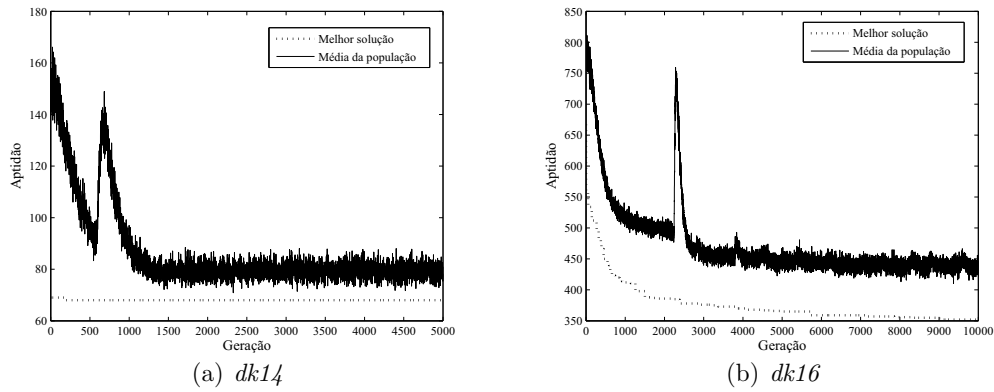 180
160
140
120
100
80
60
Aptidão
Melhor solução
Média da população
0 500 1000 1500 2000 2500 3000 3500 4000 4500 5000
Geração
(a) dk14
850
800
750
700
650
600
550
500
450
400
350
Aptidão
Melhor solução
Média da população
0 1000 2000 3000 4000 5000 6000 7000 8000 9000 10000
Geração
(b) dk16